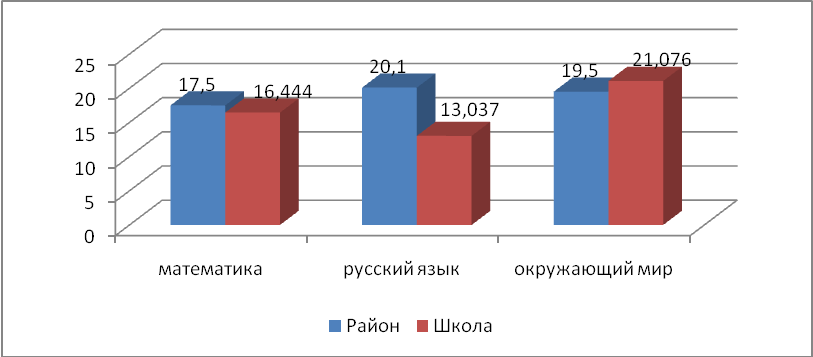 25
20
15
10
5
0
17,5
16,444
20,1
13,037
19,5
21,076
математика
русский язык
окружающий мир
Район
Школа